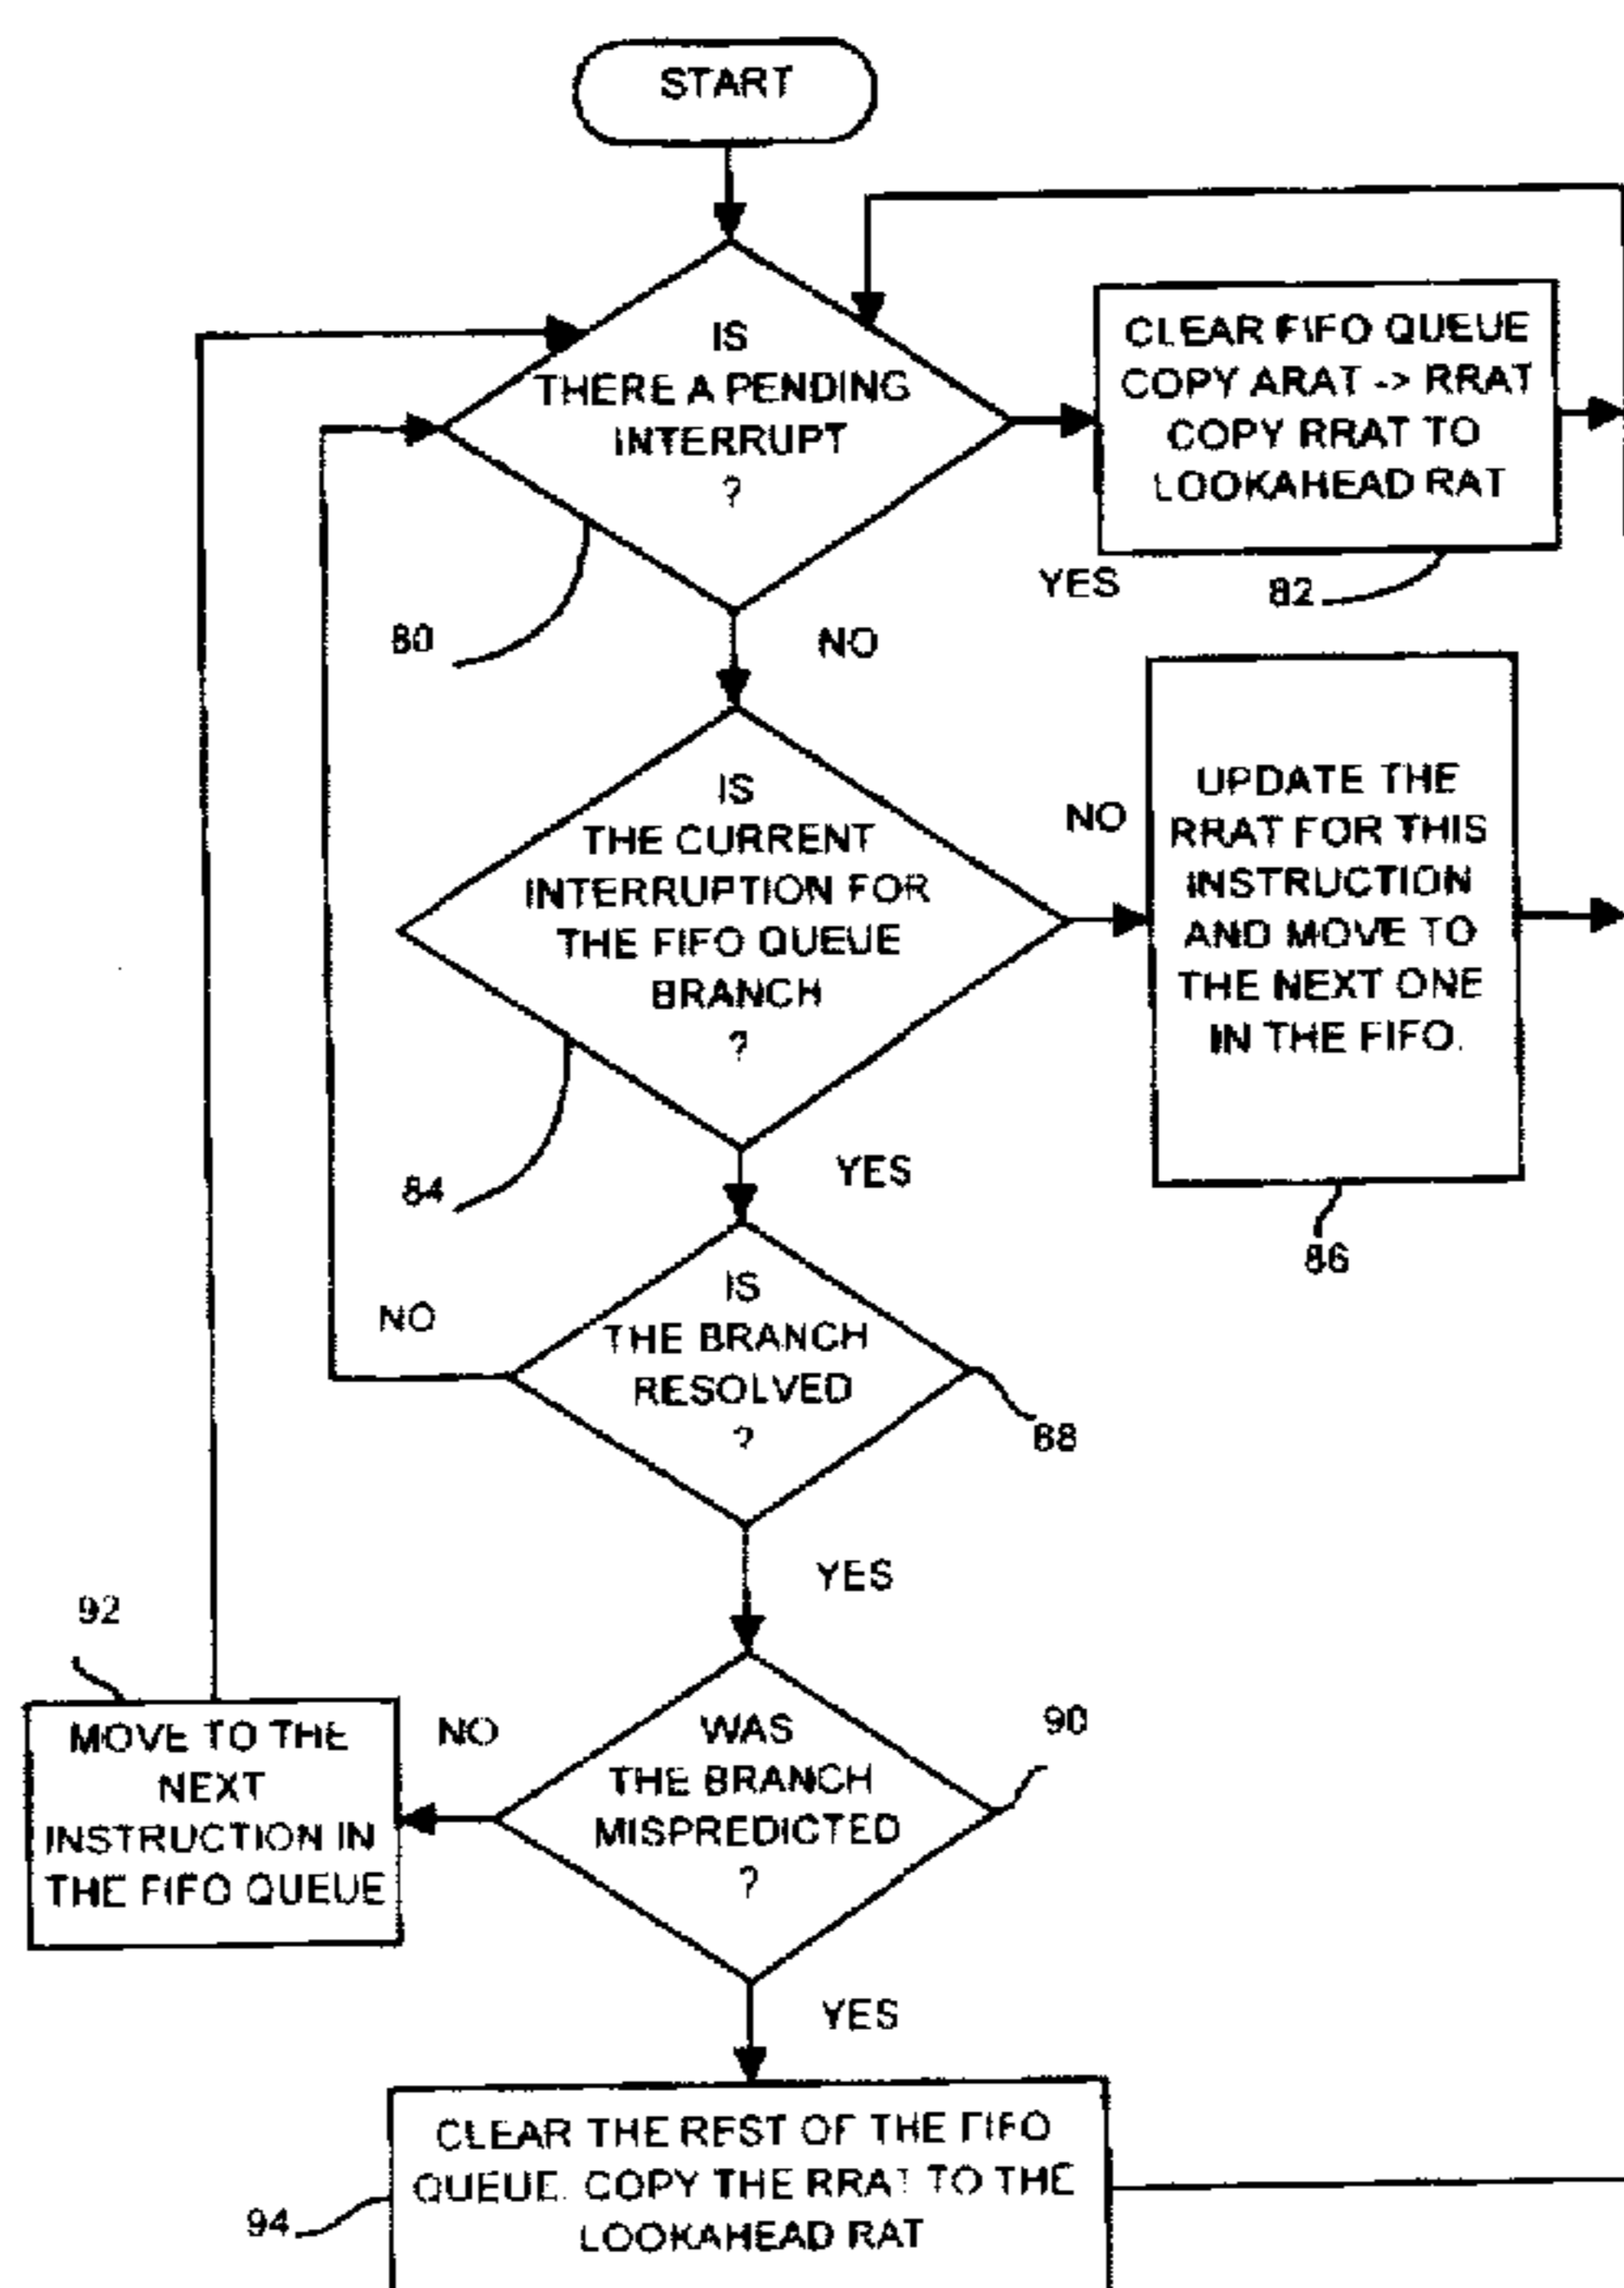 START
IS
THERE A PENDING
INTERRUPT
?
80
YES
NO
CLEAR FIFO QUEUE
COPY ARAT -> RRAT
COPY RRAT TO
LOOKAHEAD RAT
82
IS
THE CURRENT
INTERRUPTION FOR
THE FIFO QUEUE
BRANCH
?
84
NO
YES
UPDATE THE
RRAT FOR THIS
INSTRUCTION
AND MOVE TO
THE NEXT ONE
IN THE FIFO.
86
IS
THE BRANCH
RESOLVED
?
88
NO
YES
WAS
THE BRANCH
MISPREDICTED
?
90
NO
YES
92
MOVE TO THE
NEXT
INSTRUCTION IN
THE FIFO QUEUE
CLEAR THE REST OF THE FIFO
QUEUE. COPY THE RRAT TO THE
LOOKAHEAD RAT
94